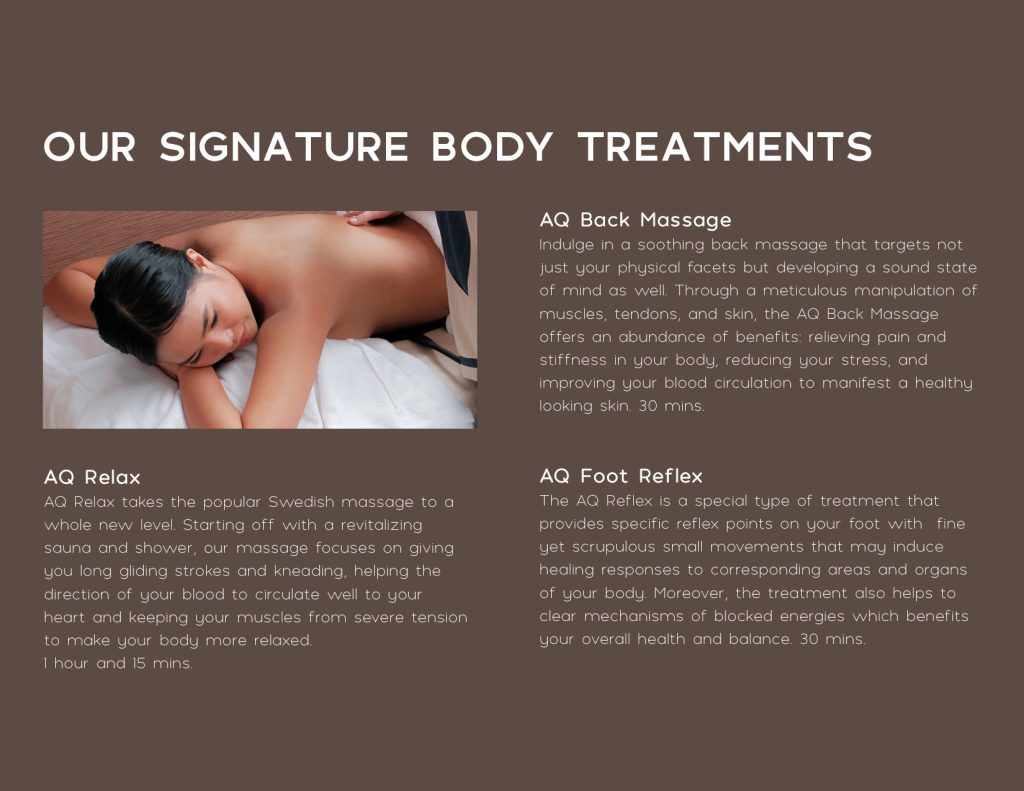 OUR SIGNATURE BODY TREATMENTS
AQ Back Massage
Indulge in a soothing back massage that targets not
just your physical facets but developing a sound state
of mind as well. Through a meticulous manipulation of
muscles, tendons, and skin, the AQ Back Massage
offers an abundance of benefits: relieving pain and
stiffness in your body, reducing your stress, and
improving your blood circulation to manifest a healthy
looking skin. 30 mins.
AQ Relax
AQ Relax takes the popular Swedish massage to a
whole new level. Starting off with a revitalizing
sauna and shower, our massage focuses on giving
you long gliding strokes and kneading, helping the
direction of your blood to circulate well to your
heart and keeping your muscles from severe tension
to make your body more relaxed.
1 hour and 15 mins.
AQ Foot Reflex
The AQ Reflex is a special type of treatment that
provides specific reflex points on your foot with  fine
yet scrupulous small movements that may induce
healing responses to corresponding areas and organs
of your body. Moreover, the treatment also helps to
clear mechanisms of blocked energies which benefits
your overall health and balance. 30 mins.